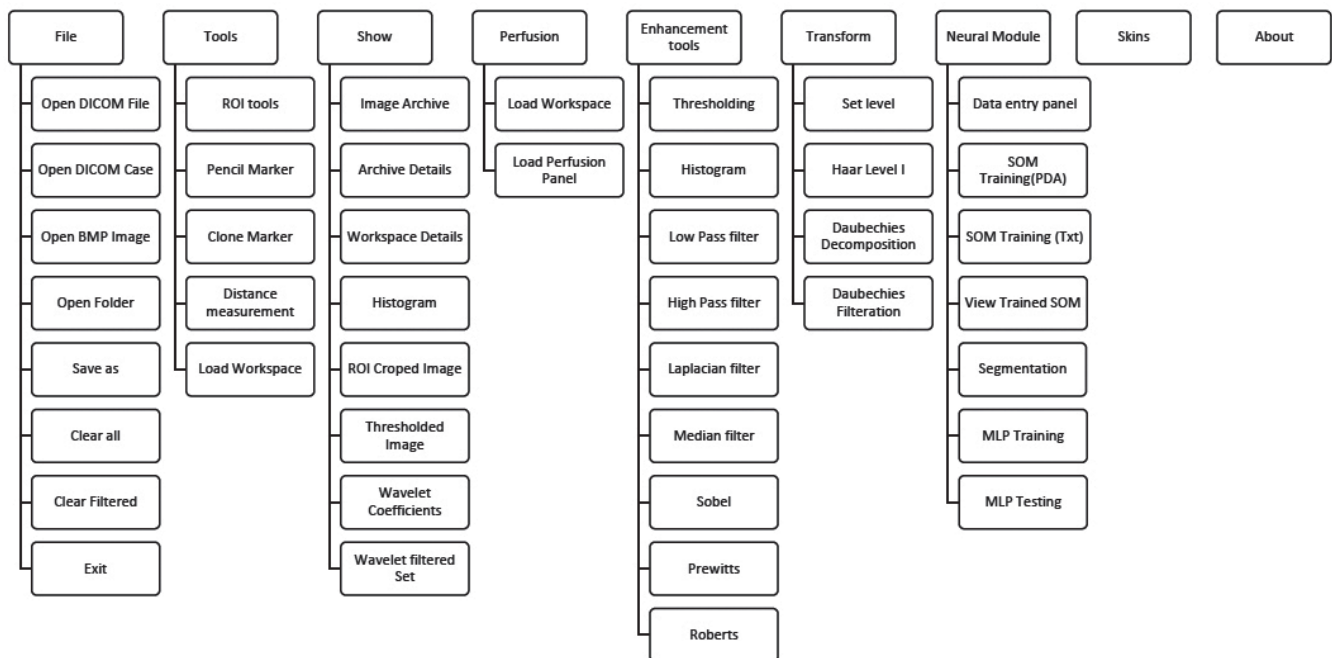 File
Open DICOM File
Open DICOM Case
Open BMP Image
Open Folder
Save as
Clear all
Clear Filtered
Exit
Tools
ROI tools
Pencil Marker
Clone Marker
Distance
measurement
Load Workspace
Show
Image Archive
Archive Details
Workspace Details
Histogram
ROI Croped Image
Thresholded
Image
Wavelet
Coefficients
Wavelet filtered
Set
Perfusion
Load Workspace
Load Perfusion
Panel
Enhancement
tools
Thresholding
Histogram
Low Pass filter
High Pass filter
Laplacian filter
Median filter
Sobel
Prewitts
Roberts
Transform
Set level
Haar Level I
Daubechies
Decomposition
Daubechies
Filteration
Neural Module
Data entry panel
SOM
Training(PDA)
SOM Training (Txt)
View Trained SOM
Segmentation
MLP Training
MLP Testing
Skins
About